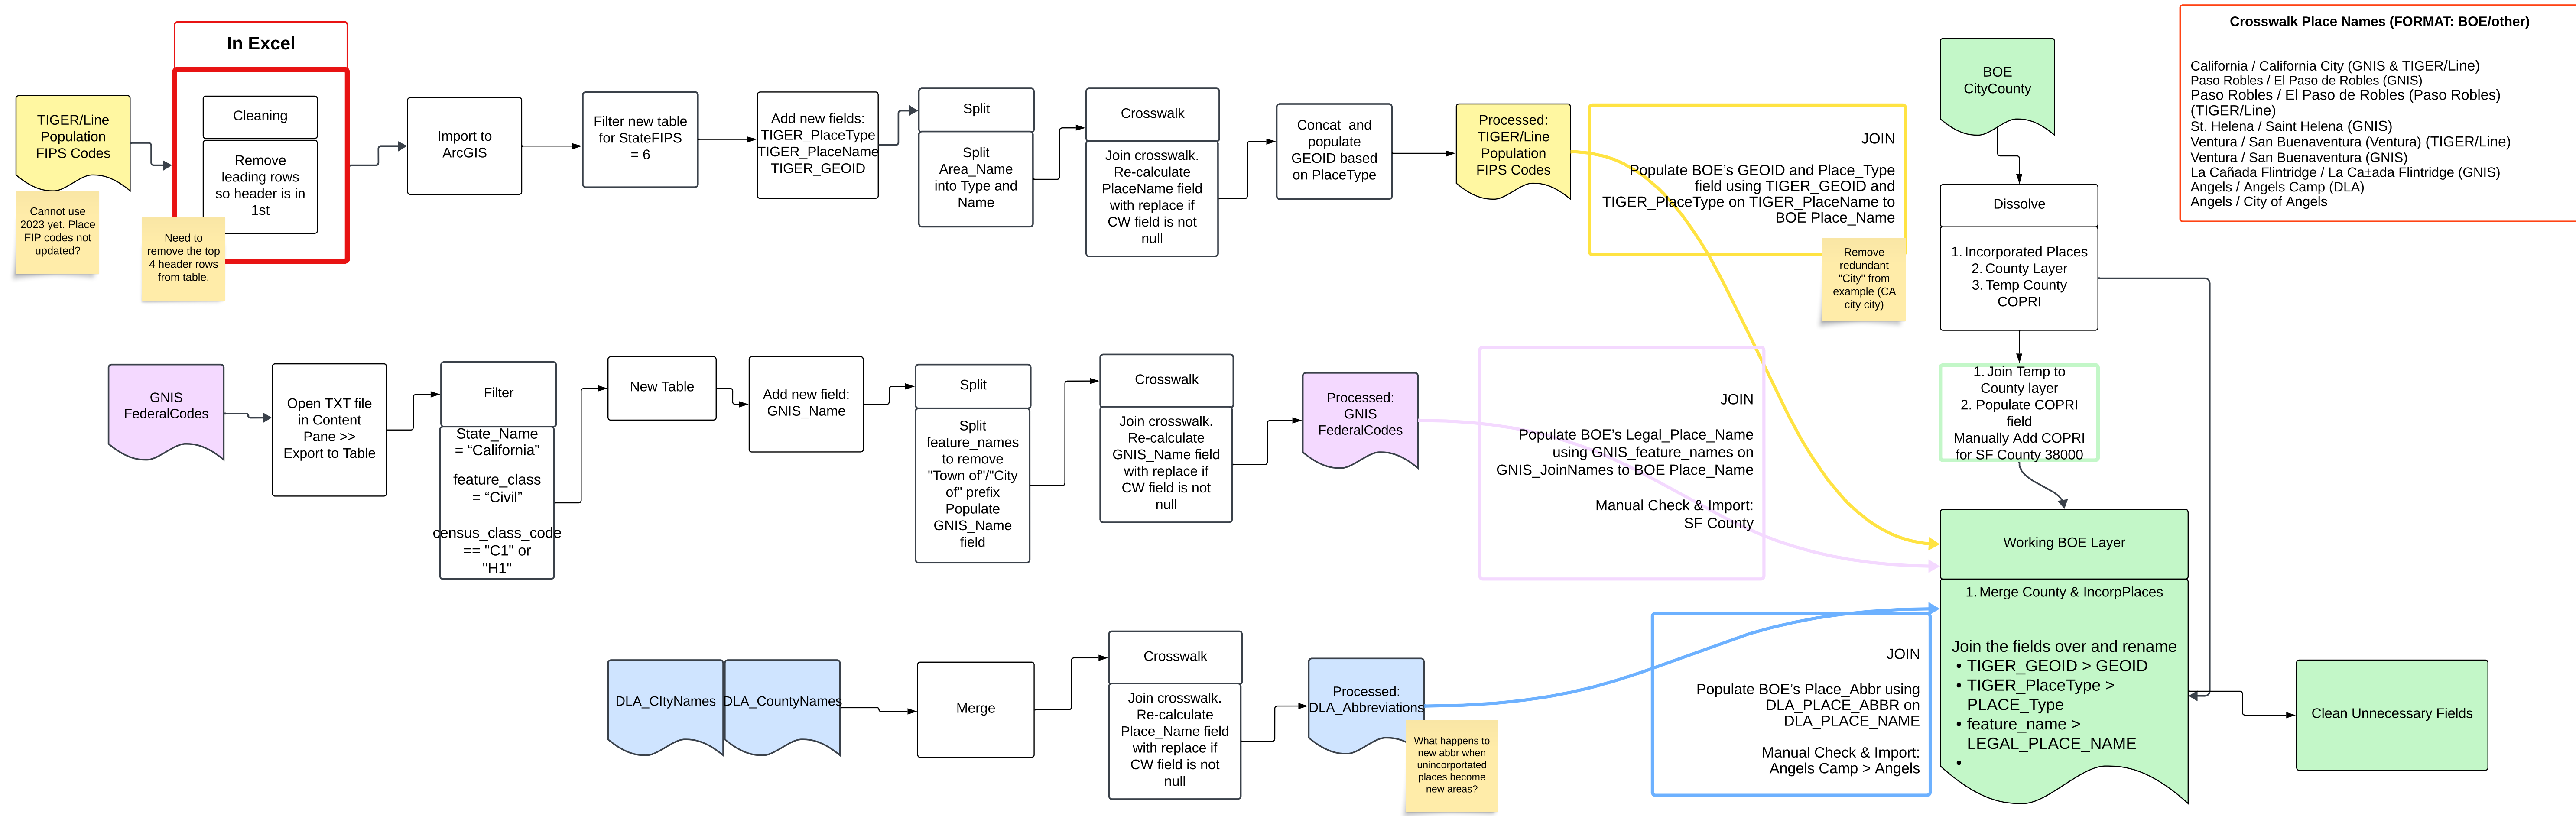 In Excel
TIGER/Line
Population
FIPS Codes
Cannot use
2023 yet. Place
FIP codes not
updated?
Cleaning
Remove
leading rows
so header is in
1st
Need to
remove the top
4 header rows
from table.
Import to
ArcGIS
Filter new table
for StateFIPS
= 6
Add new fields:
TIGER_PlaceType
TIGER_PlaceName
TIGER_GEOID
Split
Split
Area_Name
into Type and
Name
Crosswalk
Join crosswalk.
Re-calculate
PlaceName field
with replace if
CW field is not
null
Concat and
populate
GEOID based
on PlaceType
Processed:
TIGER/Line
Population
FIPS Codes
JOIN
Populate BOE’s GEOID and Place_Type
field using TIGER_GEOID and
TIGER_PlaceType on TIGER_PlaceName to
BOE Place_Name
Remove
redundant
"City" from
example (CA
city city)
BOE
CityCounty
Dissolve
1. Incorporated Places
2. County Layer
3. Temp County
COPRI
1. Join Temp to
County layer
2. Populate COPRI
field
Manually Add COPRI
for SF County 38000
Crosswalk Place Names (FORMAT: BOE/other)
California / California City (GNIS & TIGER/Line)
Paso Robles / El Paso de Robles (GNIS)
Paso Robles / El Paso de Robles (Paso Robles)
(TIGER/Line)
St. Helena / Saint Helena (GNIS)
Ventura / San Buenaventura (Ventura) (TIGER/Line)
Ventura / San Buenaventura (GNIS)
La Cañada Flintridge / La Ca±ada Flintridge (GNIS)
Angels / Angels Camp (DLA)
Angels / City of Angels
GNIS
FederalCodes
Open TXT file
in Content
Pane >>
Export to Table
Filter
State_Name
= “California”
feature_class
= “Civil”
census_class_code
== "C1" or
"H1"
New Table
Add new field:
GNIS_Name
Split
Split
feature_names
to remove
"Town of"/"City
of" prefix
Populate
GNIS_Name
field
Crosswalk
Join crosswalk.
Re-calculate
GNIS_Name field
with replace if
CW field is not
null
Processed:
GNIS
FederalCodes
JOIN
Populate BOE’s Legal_Place_Name
using GNIS_feature_names on
GNIS_JoinNames to BOE Place_Name
Manual Check & Import:
SF County
DLA_CItyNames
DLA_CountyNames
Merge
Crosswalk
Join crosswalk.
Re-calculate
Place_Name field
with replace if
CW field is not
null
Processed:
DLA_Abbreviations
What happens to
new abbr when
unincorportated
places become
new areas?
JOIN
Populate BOE’s Place_Abbr using
DLA_PLACE_ABBR on
DLA_PLACE_NAME
Manual Check & Import:
Angels Camp > Angels
Working BOE Layer
1. Merge County & IncorpPlaces
Join the fields over and rename
• TIGER_GEOID > GEOID
• TIGER_PlaceType >
PLACE_Type
• feature_name >
LEGAL_PLACE_NAME
•
Clean Unnecessary Fields